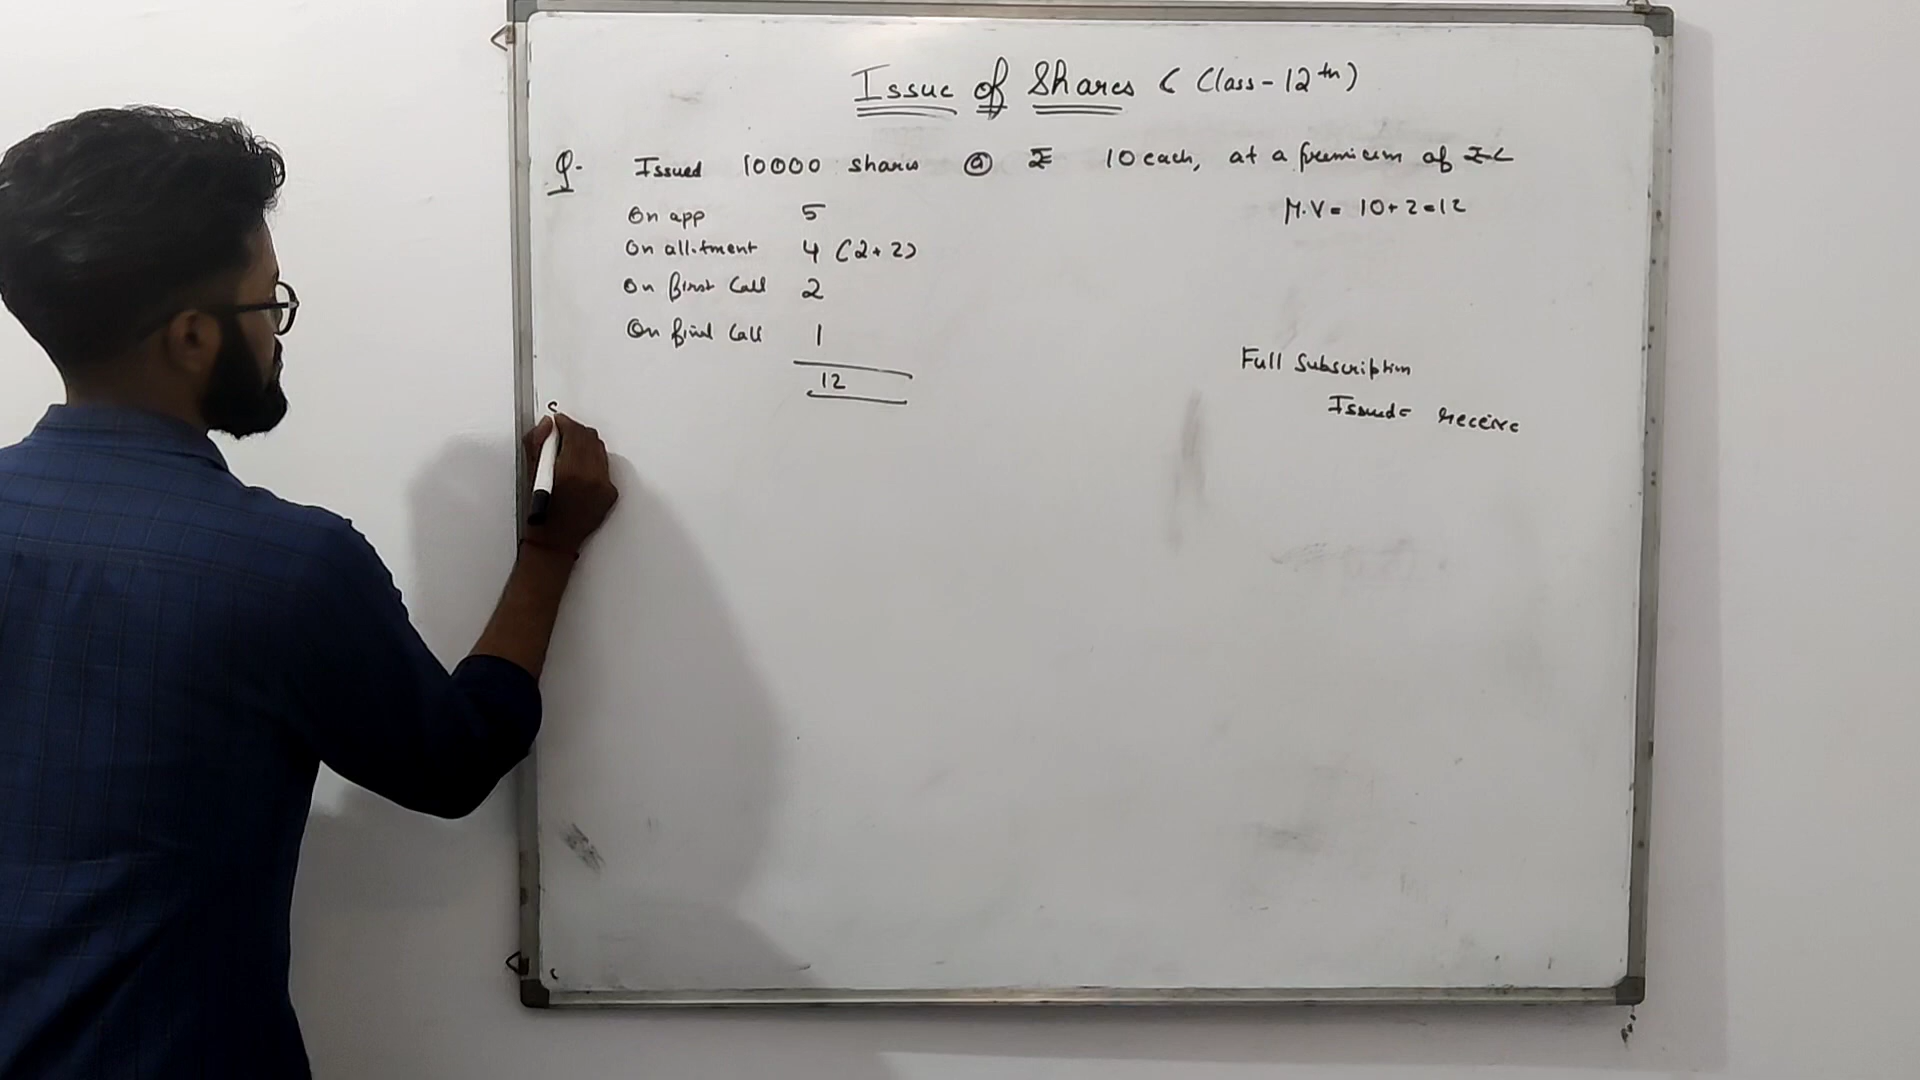 Issue of Shares ( Class - 12th )
Q- Issued 10000 shares @ ₹ 10 each, at a premium of ₹ 2
M.V = 10 + 2 = 12
On app 5
On allotment 4 (2+2)
On first Call 2
On final Call 1
12
Full Subscription
Issued = receive